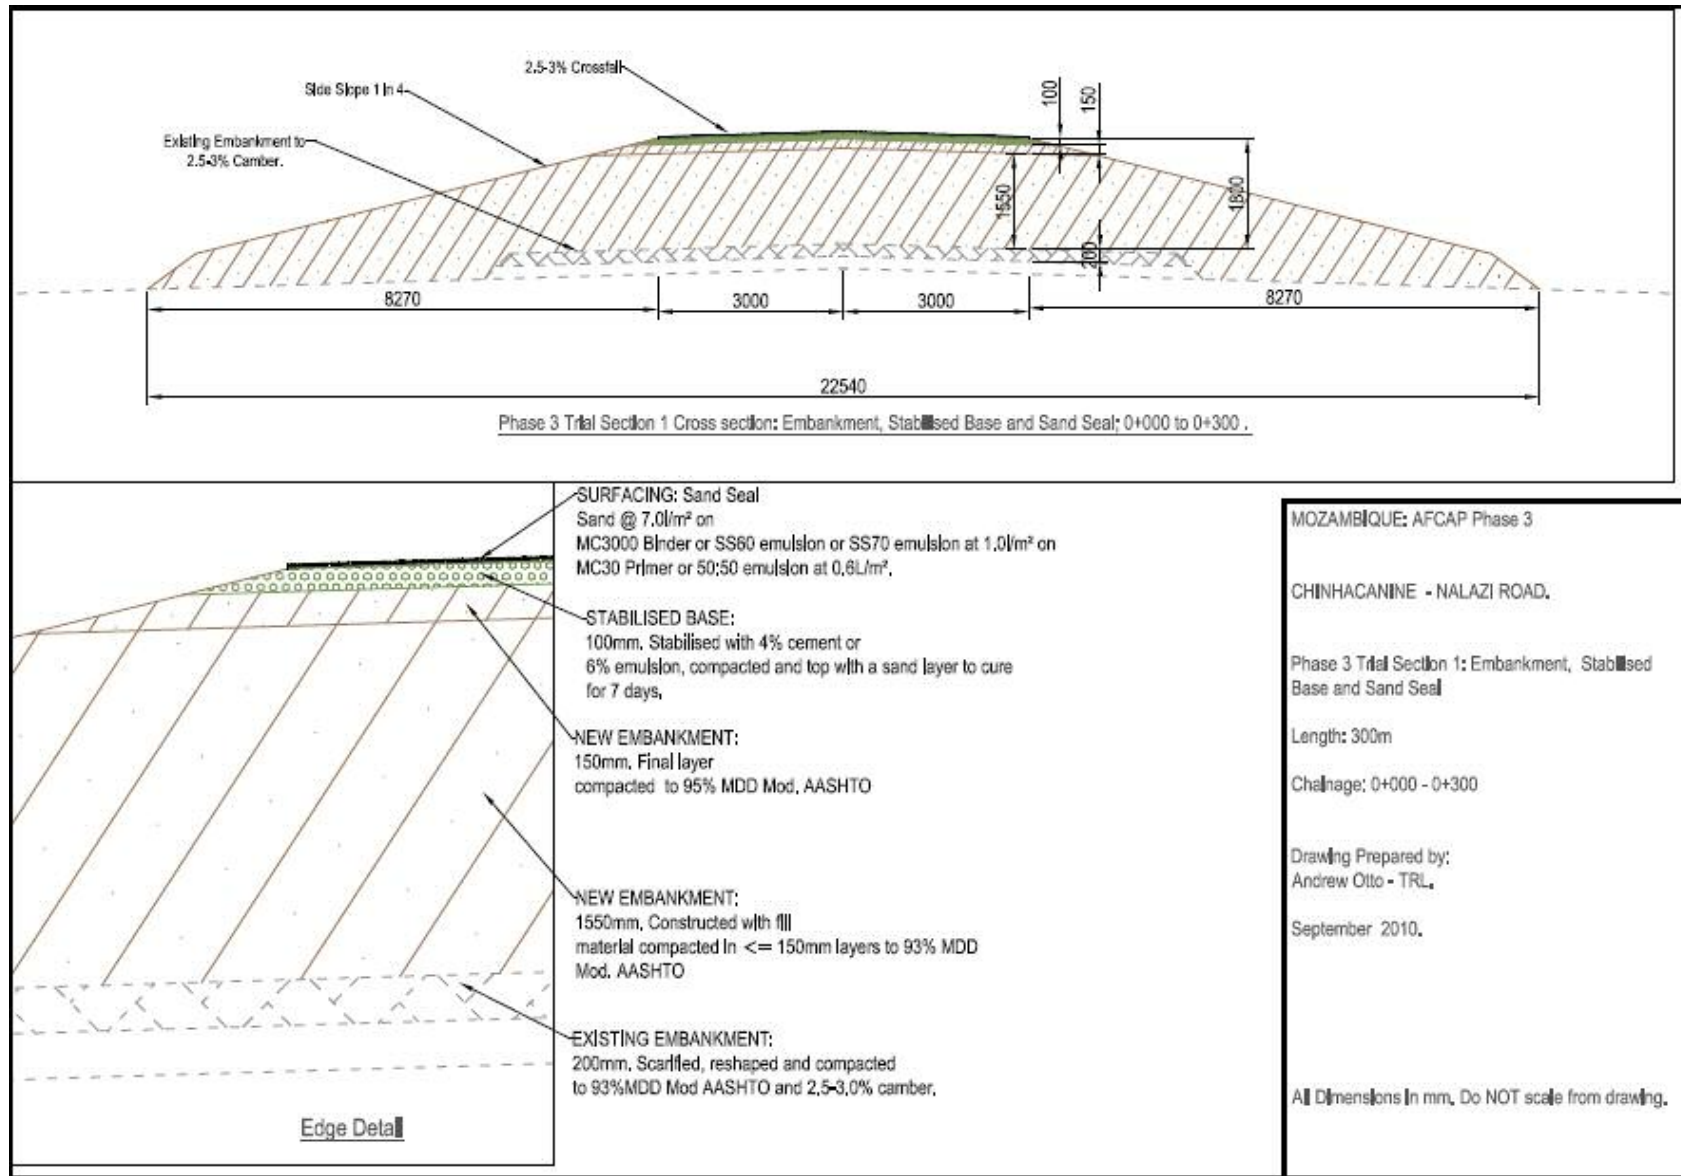 2.5-3% Crossfall
Side Slope 1 in 4
Existing Embankment to
2.5-3% Camber.
100
150
1550
1800
200
8270
3000
3000
8270
22540
Phase 3 Trial Section 1 Cross section: Embankment, Stabilised Base and Sand Seal; 0+000 to 0+300 .
SURFACING: Sand Seal
Sand @ 7.0l/m² on
MC3000 Binder or SS60 emulsion or SS70 emulsion at 1.0l/m² on
MC30 Primer or 50:50 emulsion at 0.6L/m².
STABILISED BASE:
100mm. Stabilised with 4% cement or
6% emulsion, compacted and top with a sand layer to cure
for 7 days.
NEW EMBANKMENT:
150mm. Final layer
compacted to 95% MDD Mod. AASHTO
NEW EMBANKMENT:
1550mm. Constructed with fill
material compacted in <= 150mm layers to 93% MDD
Mod. AASHTO
EXISTING EMBANKMENT:
200mm. Scarified, reshaped and compacted
to 93%MDD Mod AASHTO and 2.5-3.0% camber.
Edge Detail
MOZAMBIQUE: AFCAP Phase 3
CHINHACANINE - NALAZI ROAD.
Phase 3 Trial Section 1: Embankment, Stabilised
Base and Sand Seal
Length: 300m
Chainage: 0+000 - 0+300
Drawing Prepared by:
Andrew Otto - TRL.
September 2010.
All Dimensions in mm. Do NOT scale from drawing.